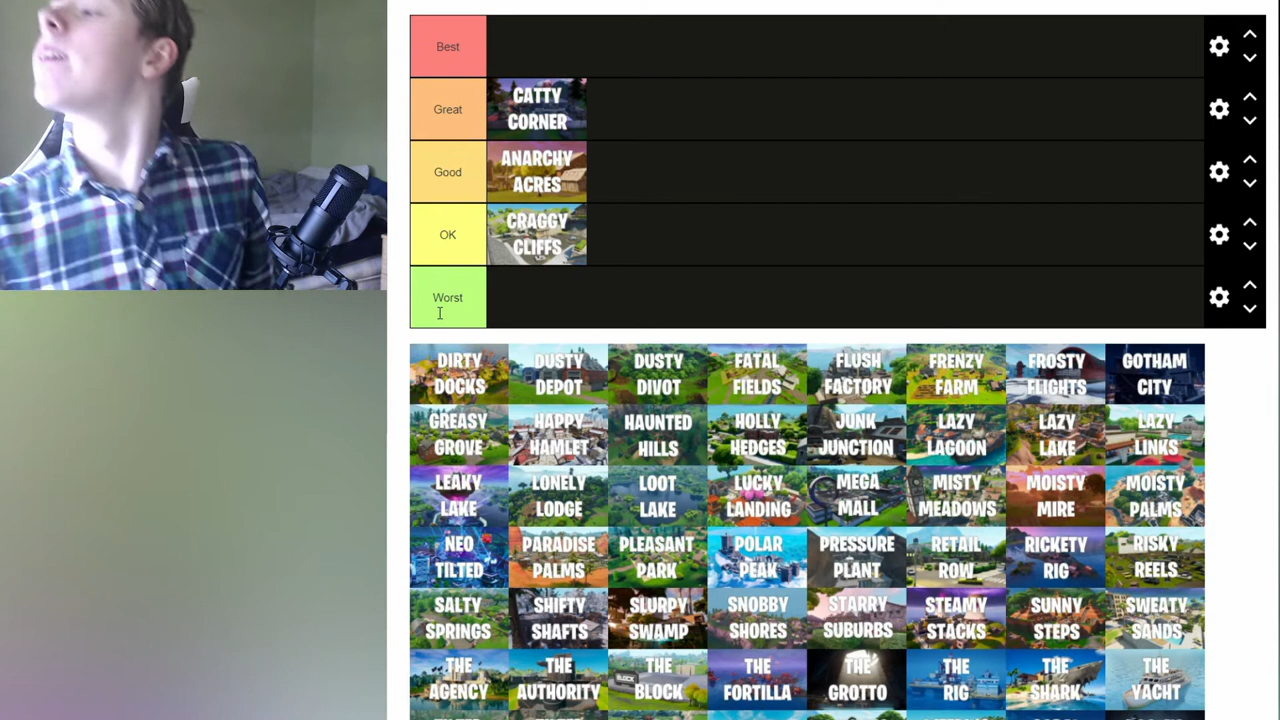 Best
Great
CATTY CORNER
Good
ANARCHY ACRES
OK
CRAGGY CLIFFS
Worst
DIRTY DOCKS
DUSTY DEPOT
DUSTY DIVOT
FATAL FIELDS
FLUSH FACTORY
FRENZY FARM
FROSTY FLIGHTS
GOTHAM CITY
GREASY GROVE
HAPPY HAMLET
HAUNTED HILLS
HOLLY HEDGES
JUNK JUNCTION
LAZY LAGOON
LAZY LAKE
LAZY LINKS
LEAKY LAKE
LONELY LODGE
LOOT LAKE
LUCKY LANDING
MEGA MALL
MISTY MEADOWS
MOISTY MIRE
MOISTY PALMS
NEO TILTED
PARADISE PALMS
PLEASANT PARK
POLAR PEAK
PRESSURE PLANT
RETAIL ROW
RICKETY RIG
RISKY REELS
SALTY SPRINGS
SHIFTY SHAFTS
SLURPY SWAMP
SNOBBY SHORES
STARRY SUBURBS
STEAMY STACKS
SUNNY STEPS
SWEATY SANDS
THE AGENCY
THE AUTHORITY
THE BLOCK
THE FORTILLA
THE GROTTO
THE RIG
THE SHARK
THE YACHT